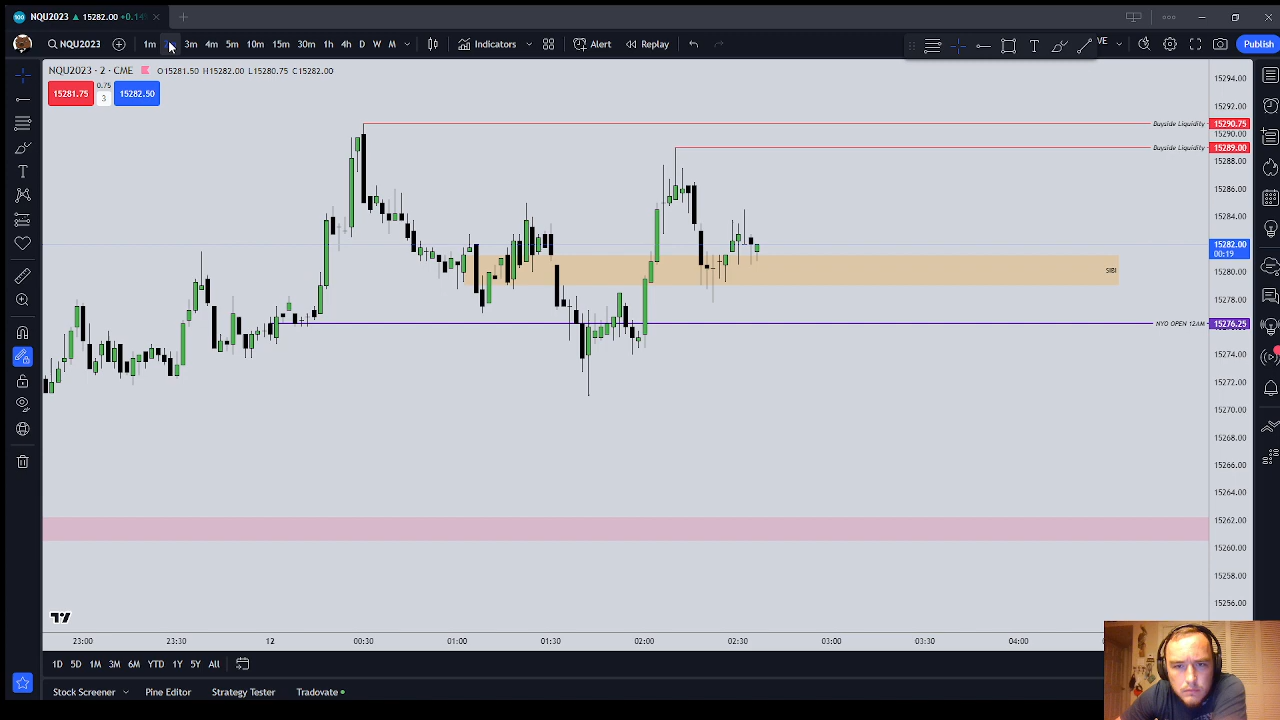 NQU2023 ▲ 15282.00 +0.14
NQU2023 1m 3m 4m 5m 10m 15m 30m 1h 4h D W M Indicators Alert Replay VE Publish
NQU2023 · 2 · CME O15281.50 H15282.00 L15280.75 C15282.00
15281.75 0.75 3 15282.50
Buyside Liquidity 15290.75
Buyside Liquidity 15289.00
SIBI
NYO OPEN 12AM 15276.25
15294.00
15292.00
15290.00
15288.00
15286.00
15284.00
15282.00
00:19
15280.00
15278.00
15274.00
15272.00
15270.00
15268.00
15266.00
15264.00
15262.00
15260.00
15258.00
15256.00
23:00 23:30 12 00:30 01:00 01:30 02:00 02:30 03:00 03:30 04:00
1D 5D 1M 3M 6M YTD 1Y 5Y All
Stock Screener Pine Editor Strategy Tester Tradovate